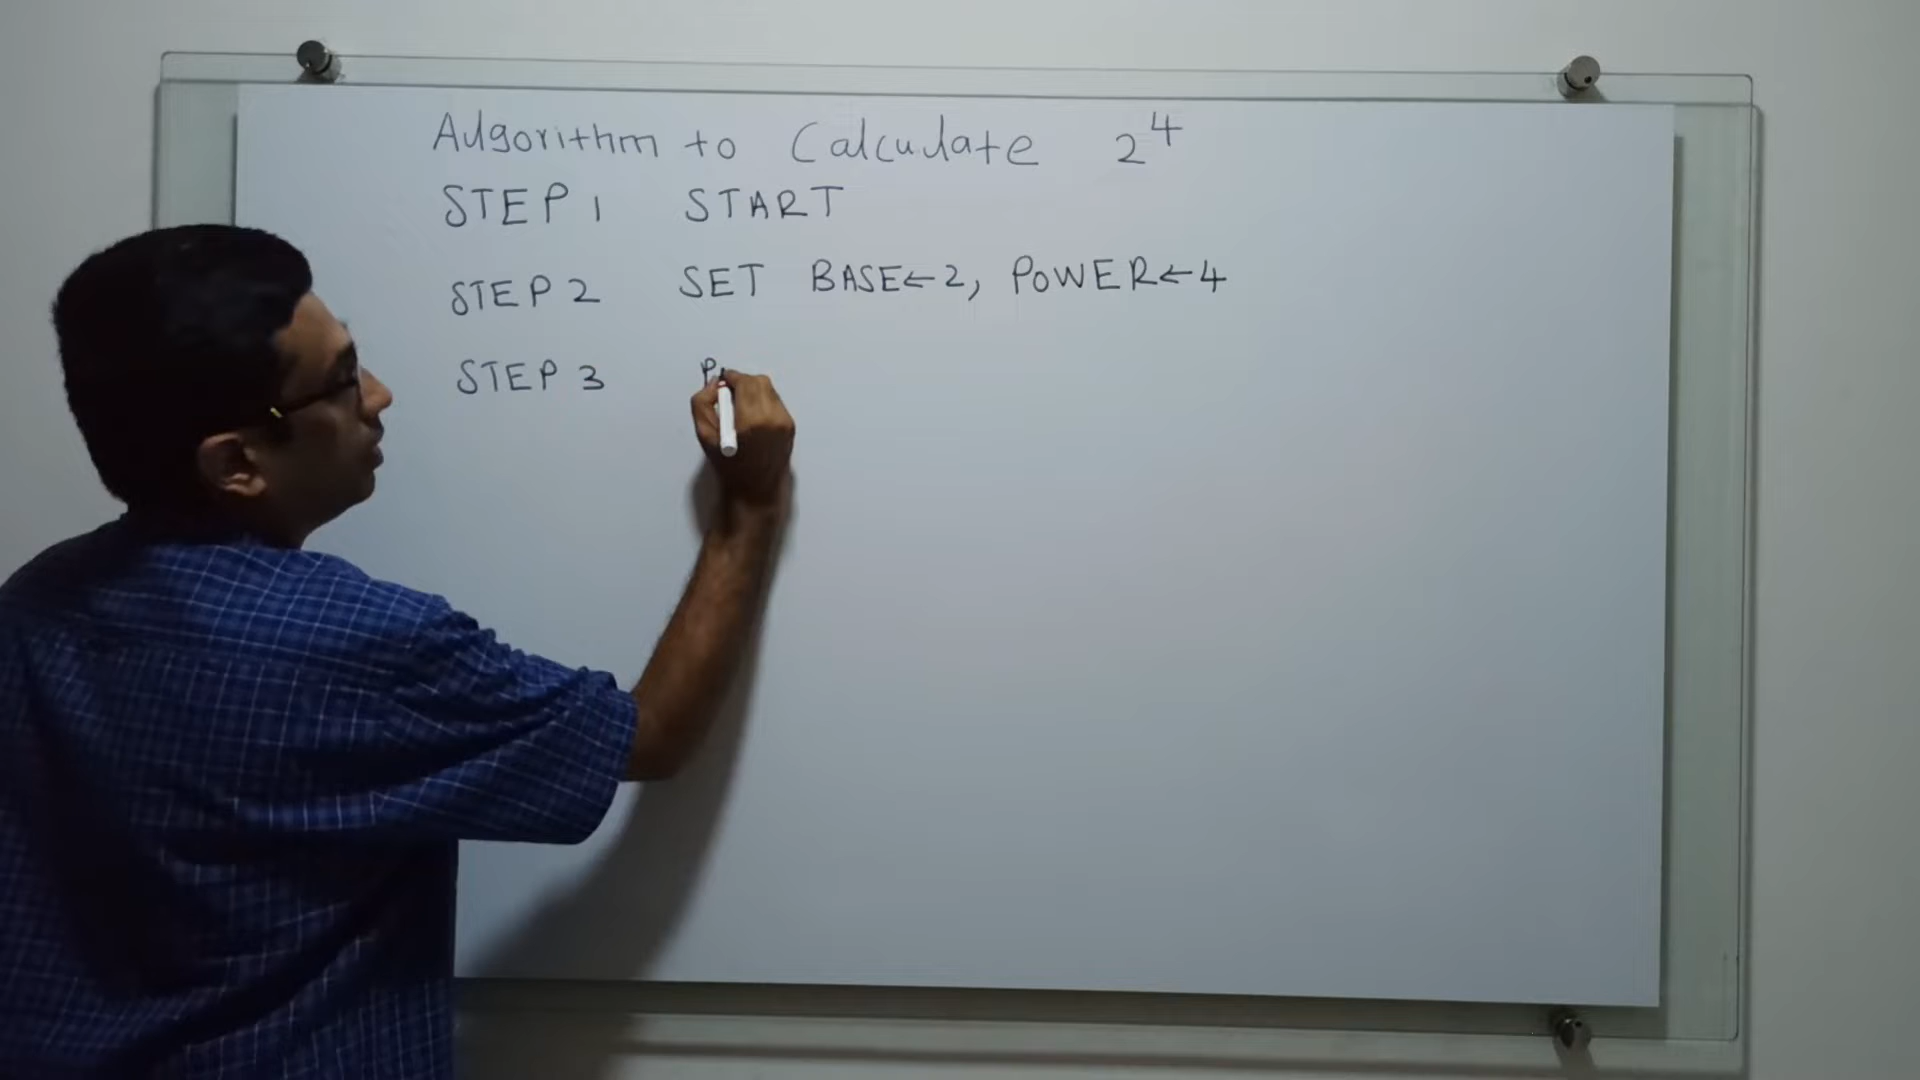 Algorithm to Calculate 2⁴
STEP 1 START
STEP 2 SET BASE←2, POWER←4
STEP 3